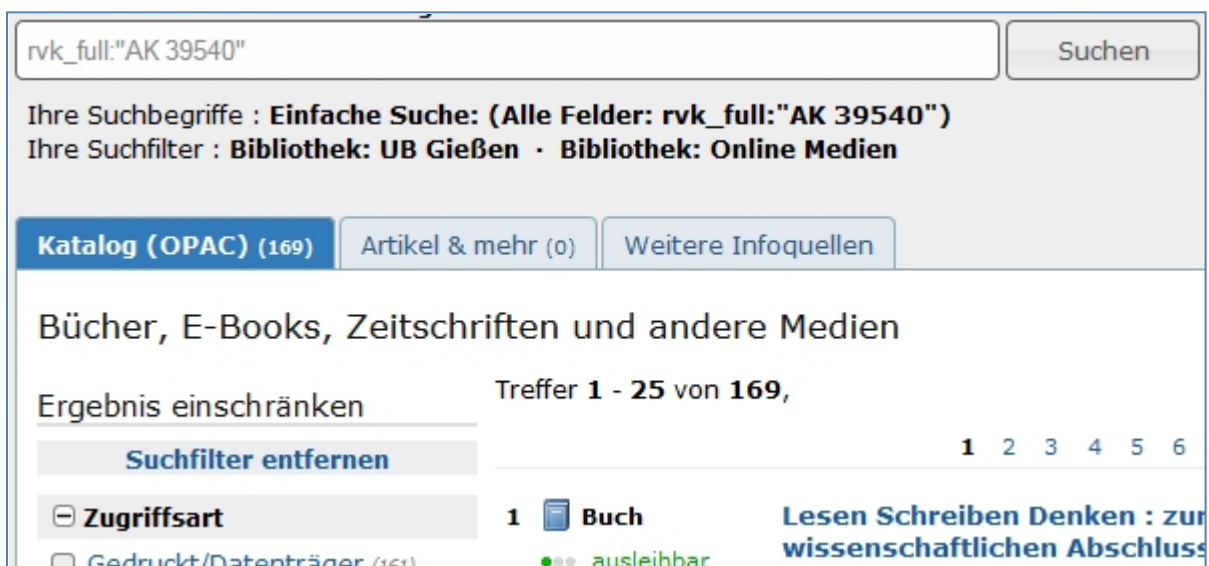 rvk_full:"AK 39540"
Suchen
Ihre Suchbegriffe : Einfache Suche: (Alle Felder: rvk_full:"AK 39540")
Ihre Suchfilter : Bibliothek: UB Gießen · Bibliothek: Online Medien
Katalog (OPAC) (169)
Artikel & mehr (0)
Weitere Infoquellen
Bücher, E-Books, Zeitschriften und andere Medien
Ergebnis einschränken
Treffer 1 - 25 von 169,
1 2 3 4 5 6
Suchfilter entfernen
Zugriffsart
1 Buch
Lesen Schreiben Denken : zur
wissenschaftlichen Abschluss
Gedruckt/Datenträger (161)
ausleihbar